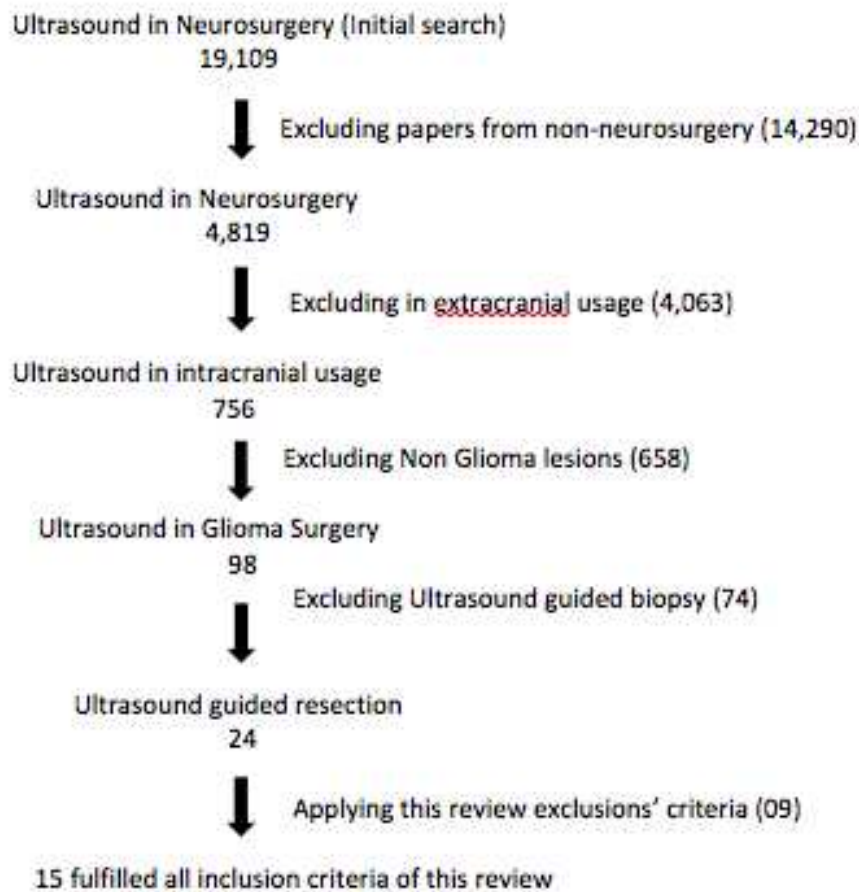 Ultrasound in Neurosurgery (Initial search)
19,109
Excluding papers from non-neurosurgery (14,290)
Ultrasound in Neurosurgery
4,819
Excluding in extracranial usage (4,063)
Ultrasound in intracranial usage
756
Excluding Non Glioma lesions (658)
Ultrasound in Glioma Surgery
98
Excluding Ultrasound guided biopsy (74)
Ultrasound guided resection
24
Applying this review exclusions’ criteria (09)
15 fulfilled all inclusion criteria of this review